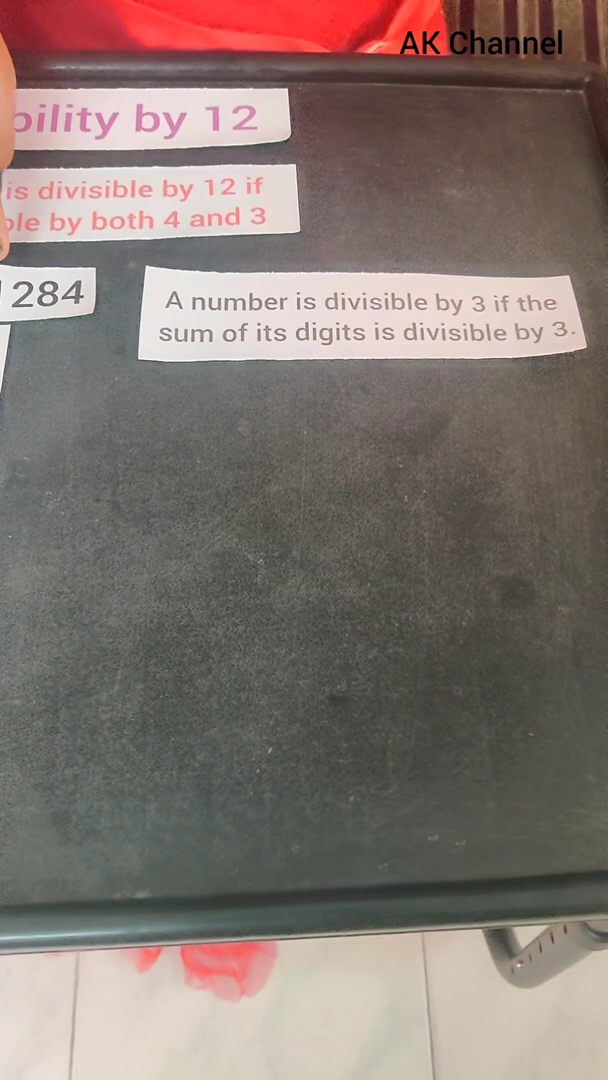 AK Channel
bility by 12
is divisible by 12 if
ble by both 4 and 3
1284
A number is divisible by 3 if the
sum of its digits is divisible by 3.